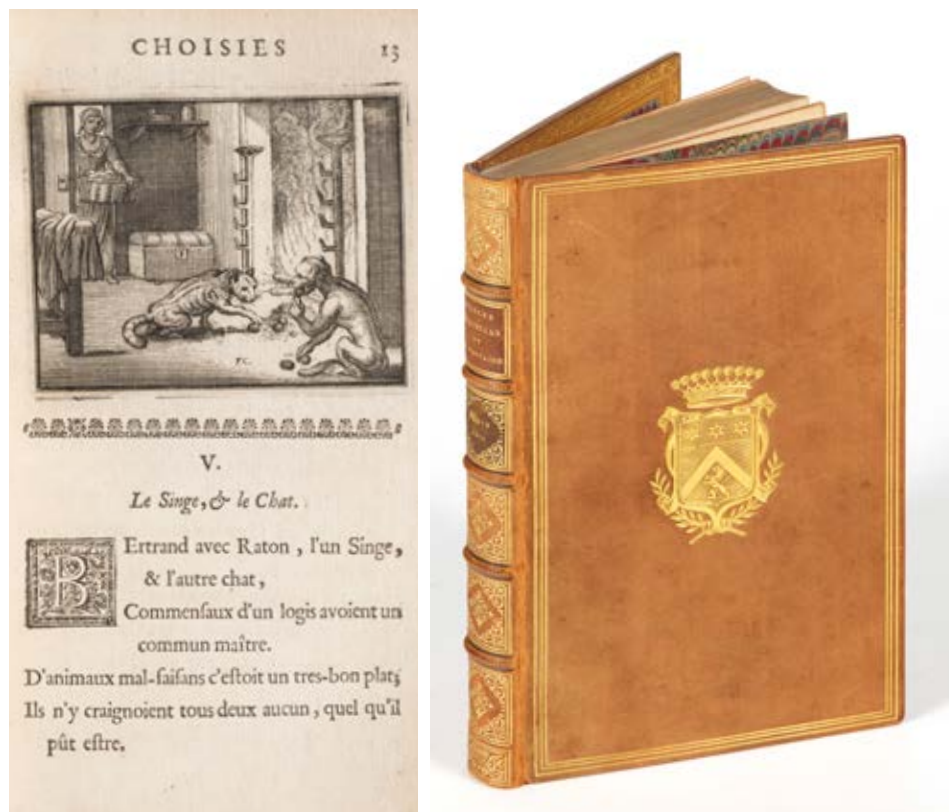 CHOISIES 13
FC.
V.
Le Singe, & le Chat.
BErtrand avec Raton, l'un Singe,
& l'autre chat,
Commenſaux d'un logis avoient un
commun maître.
D'animaux mal-faiſans c'eſtoit un tres-bon plat;
Ils n'y craignoient tous deux aucun, quel qu'il
pût eſtre.